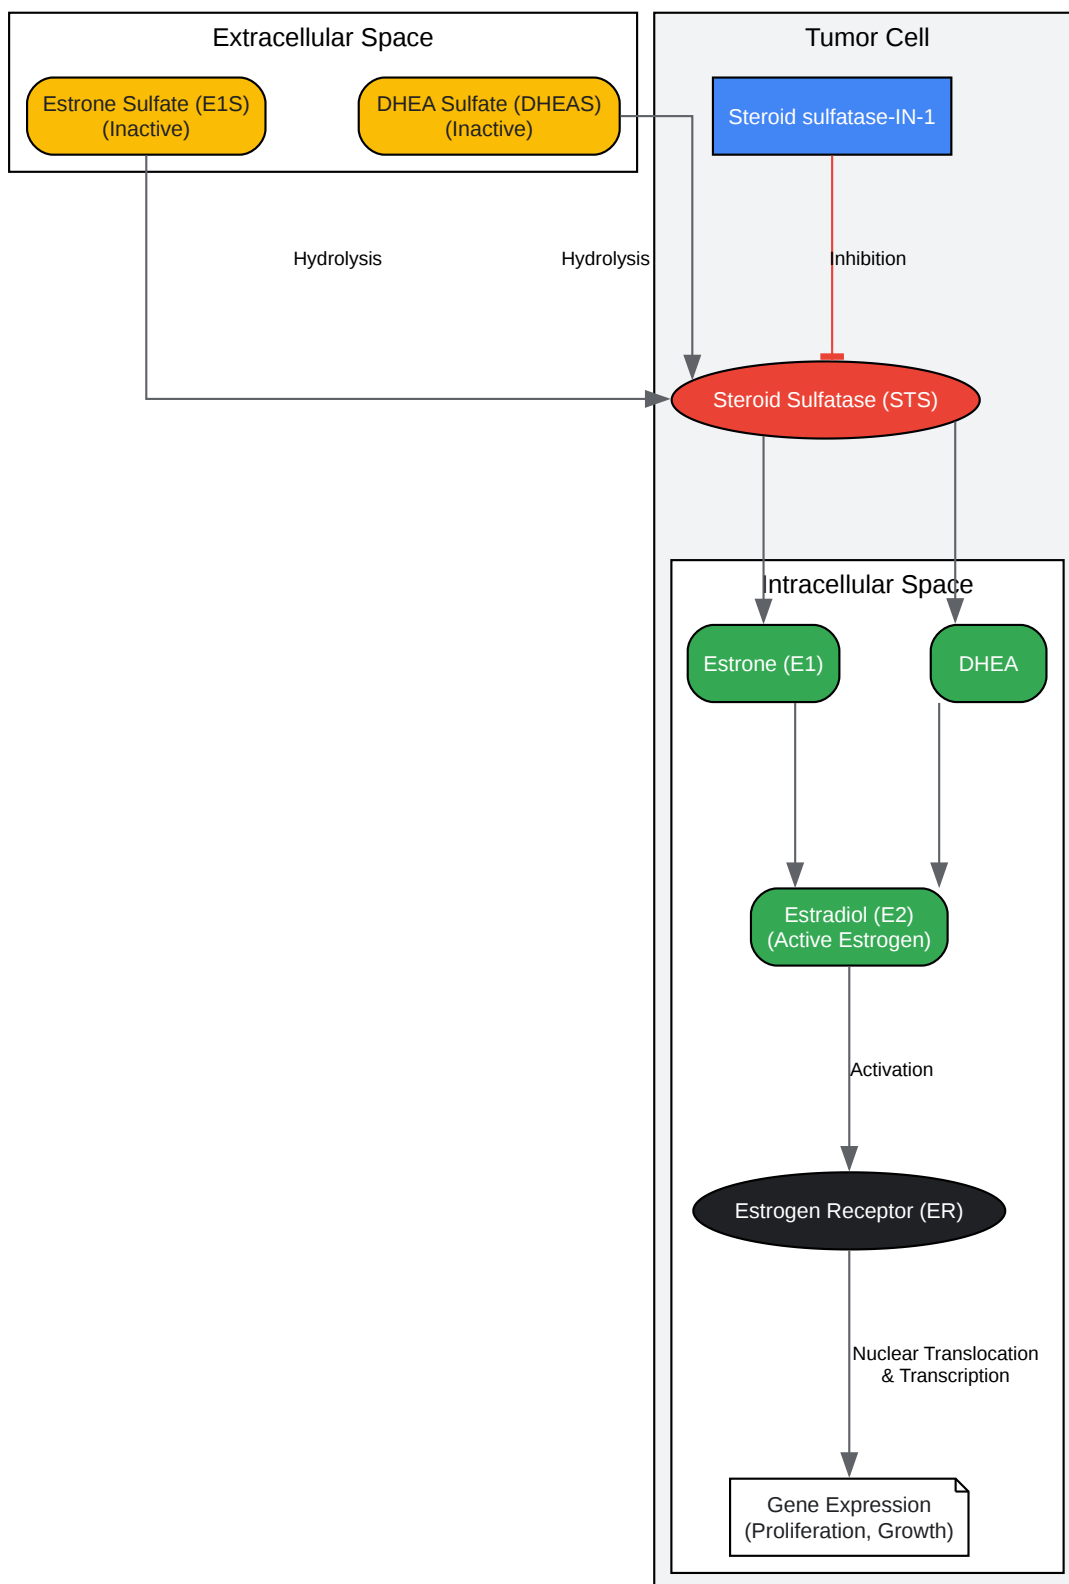 Extracellular Space
Tumor Cell
Estrone Sulfate (E1S)
(Inactive)
DHEA Sulfate (DHEAS)
(Inactive)
Steroid sulfatase-IN-1
Hydrolysis
Hydrolysis
Inhibition
Steroid Sulfatase (STS)
Intracellular Space
Estrone (E1)
DHEA
Estradiol (E2)
(Active Estrogen)
Activation
Estrogen Receptor (ER)
Nuclear Translocation
& Transcription
Gene Expression
(Proliferation, Growth)